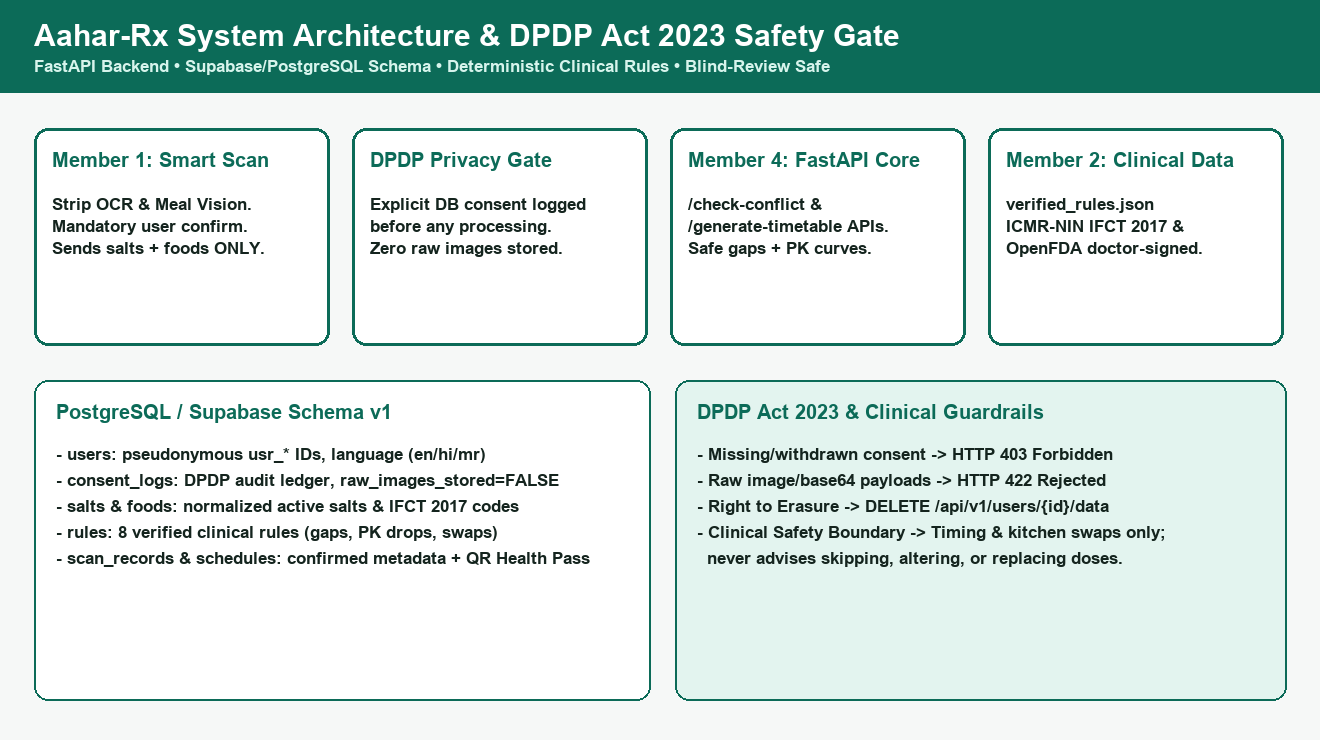 Aahar-Rx System Architecture & DPDP Act 2023 Safety Gate
FastAPI Backend • Supabase/PostgreSQL Schema • Deterministic Clinical Rules • Blind-Review Safe
Member 1: Smart Scan
Strip OCR & Meal Vision.
Mandatory user confirm.
Sends salts + foods ONLY.
DPDP Privacy Gate
Explicit DB consent logged
before any processing.
Zero raw images stored.
Member 4: FastAPI Core
/check-conflict &
/generate-timetable APIs.
Safe gaps + PK curves.
Member 2: Clinical Data
verified_rules.json
ICMR-NIN IFCT 2017 &
OpenFDA doctor-signed.
PostgreSQL / Supabase Schema v1
- users: pseudonymous usr_* IDs, language (en/hi/mr)
- consent_logs: DPDP audit ledger, raw_images_stored=FALSE
- salts & foods: normalized active salts & IFCT 2017 codes
- rules: 8 verified clinical rules (gaps, PK drops, swaps)
- scan_records & schedules: confirmed metadata + QR Health Pass
DPDP Act 2023 & Clinical Guardrails
- Missing/withdrawn consent -> HTTP 403 Forbidden
- Raw image/base64 payloads -> HTTP 422 Rejected
- Right to Erasure -> DELETE /api/v1/users/{id}/data
- Clinical Safety Boundary -> Timing & kitchen swaps only;
never advises skipping, altering, or replacing doses.